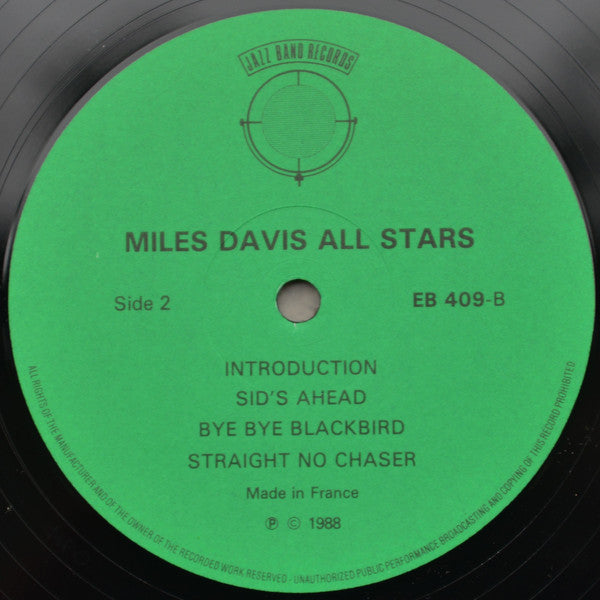 JAZZ BAND RECORDS
MILES DAVIS ALL STARS
Side 2
EB 409-B
INTRODUCTION
SID'S AHEAD
BYE BYE BLACKBIRD
STRAIGHT NO CHASER
Made in France
℗ © 1988
ALL RIGHTS OF THE MANUFACTURER AND OF THE OWNER OF THE RECORDED WORK RESERVED - UNAUTHORIZED PUBLIC PERFORMANCE BROADCASTING AND COPYING OF THIS RECORD PROHIBITED